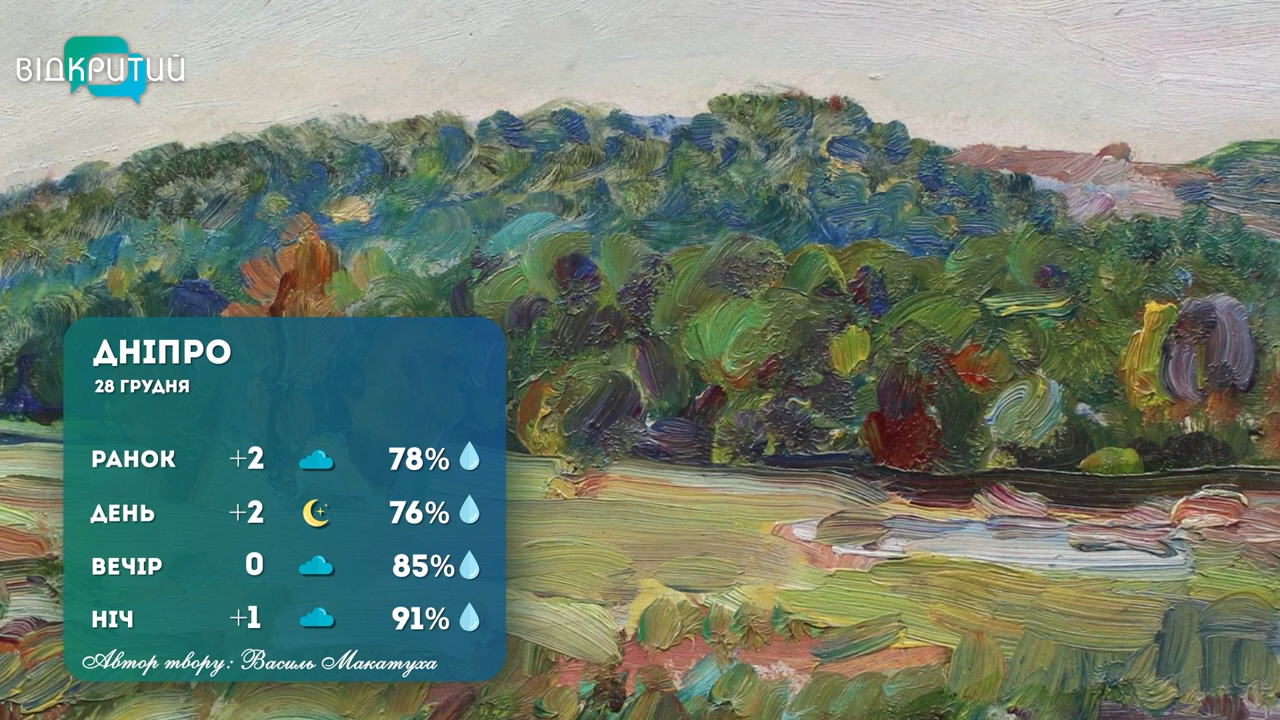 ВІДКРИТИЙ
ДНІПРО
28 ГРУДНЯ
РАНОК +2 78%
ДЕНЬ +2 76%
ВЕЧІР 0 85%
НІЧ +1 91%
Автор твору: Василь Макатуха